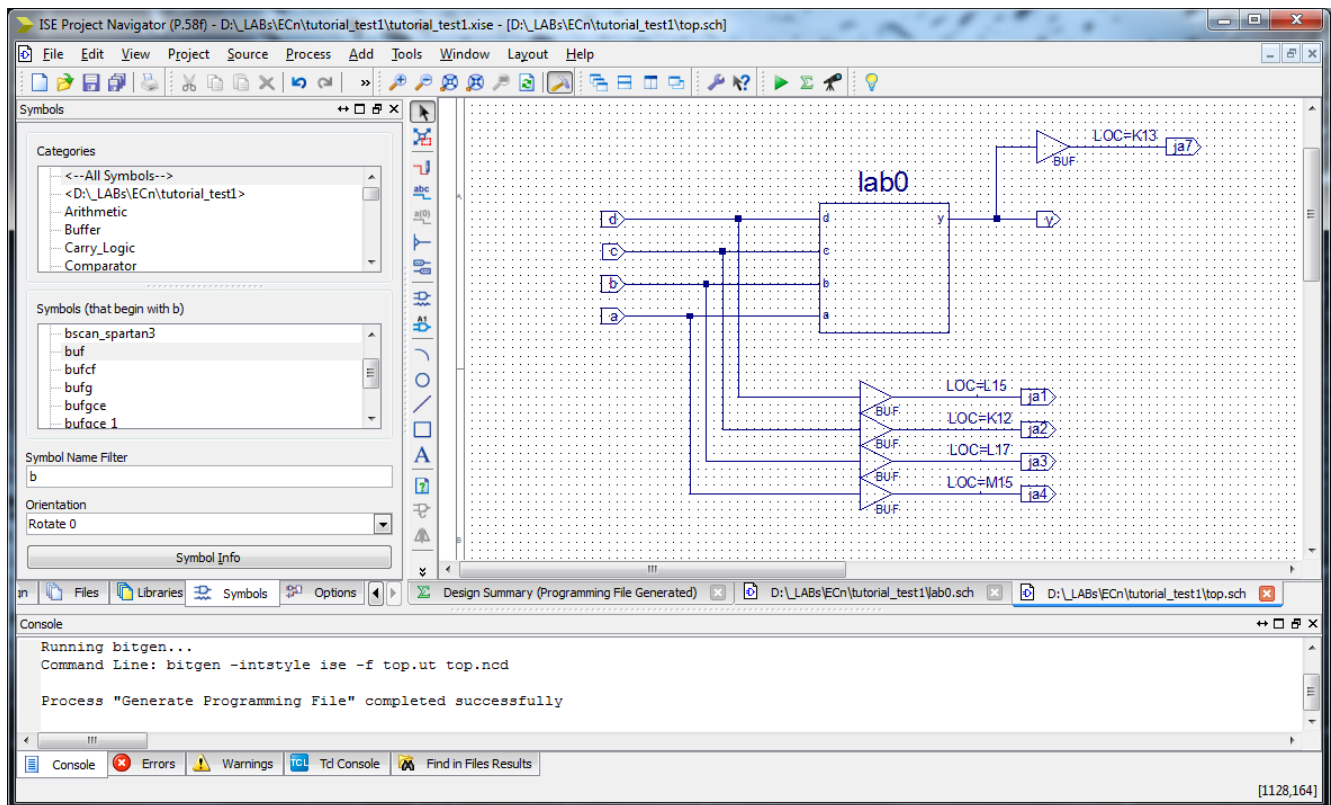 ISE Project Navigator (P.58f) - D:\_LABs\ECn\tutorial_test1\tutorial_test1.xise - [D:\_LABs\ECn\tutorial_test1\top.sch]
File Edit View Project Source Process Add Tools Window Layout Help
Symbols
Categories
<--All Symbols-->
<D:\_LABs\ECn\tutorial_test1>
Arithmetic
Buffer
Carry_Logic
Comparator
Symbols (that begin with b)
bscan_spartan3
buf
bufcf
bufg
bufgce
bufgce_1
Symbol Name Filter
b
Orientation
Rotate 0
Symbol Info
abc
a(0)
A1
A
A
B
LOC=K13
ja7
BUF
lab0
d d y y
c c
b b
a a
LOC=L15
ja1
BUF
LOC=K12
ja2
BUF
LOC=L17
ja3
BUF
LOC=M15
ja4
BUF
gn Files Libraries Symbols Options
Design Summary (Programming File Generated) D:\_LABs\ECn\tutorial_test1\lab0.sch D:\_LABs\ECn\tutorial_test1\top.sch
Console
Running bitgen...
Command Line: bitgen -intstyle ise -f top.ut top.ncd
Process "Generate Programming File" completed successfully
Console Errors Warnings TCL Tcl Console Find in Files Results
[1128,164]